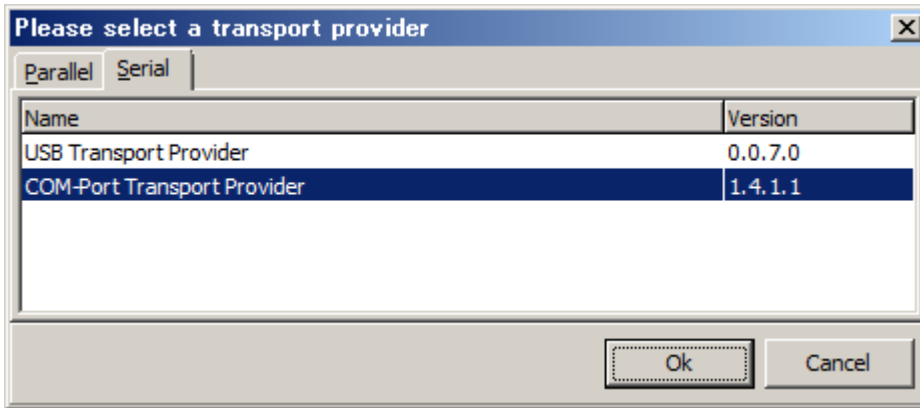 Please select a transport provider
Parallel Serial
Name Version
USB Transport Provider 0.0.7.0
COM-Port Transport Provider 1.4.1.1
Ok Cancel